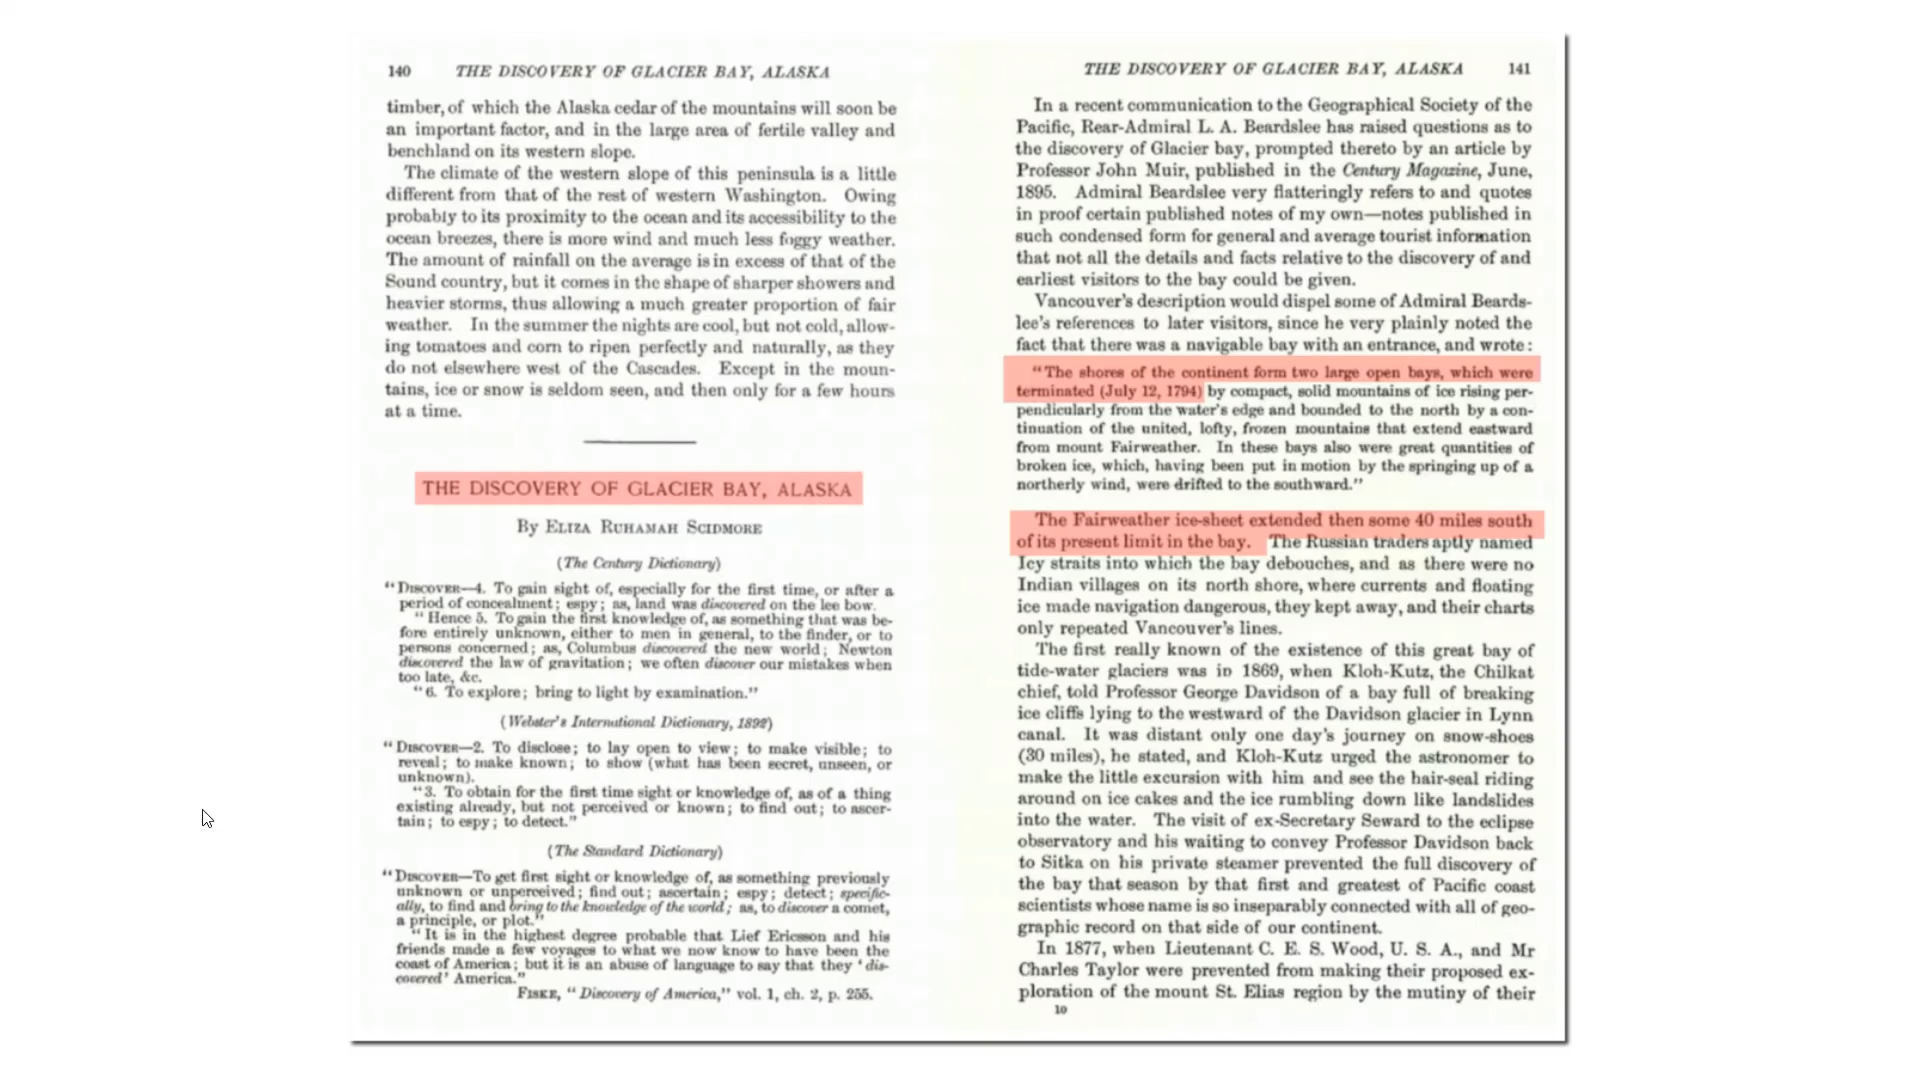 140 THE DISCOVERY OF GLACIER BAY, ALASKA
timber, of which the Alaska cedar of the mountains will soon be
an important factor, and in the large area of fertile valley and
benchland on its western slope.
The climate of the western slope of this peninsula is a little
different from that of the rest of western Washington. Owing
probably to its proximity to the ocean and its accessibility to the
ocean breezes, there is more wind and much less foggy weather.
The amount of rainfall on the average is in excess of that of the
Sound country, but it comes in the shape of sharper showers and
heavier storms, thus allowing a much greater proportion of fair
weather. In the summer the nights are cool, but not cold, allow-
ing tomatoes and corn to ripen perfectly and naturally, as they
do not elsewhere west of the Cascades. Except in the moun-
tains, ice or snow is seldom seen, and then only for a few hours
at a time.
THE DISCOVERY OF GLACIER BAY, ALASKA
By ELIZA RUHAMAH SCIDMORE
(The Century Dictionary)
"DISCOVER—4. To gain sight of, especially for the first time, or after a
period of concealment; espy; as, land was discovered on the lee bow.
"Hence 5. To gain the first knowledge of, as something that was be-
fore entirely unknown, either to men in general, to the finder, or to
persons concerned; as, Columbus discovered the new world; Newton
discovered the law of gravitation; we often discover our mistakes when
too late, &c.
"6. To explore; bring to light by examination."
(Webster's International Dictionary, 1892)
"DISCOVER—2. To disclose; to lay open to view; to make visible; to
reveal; to make known; to show (what has been secret, unseen, or
unknown).
"3. To obtain for the first time sight or knowledge of, as of a thing
existing already, but not perceived or known; to find out; to ascer-
tain; to espy; to detect."
(The Standard Dictionary)
"DISCOVER—To get first sight or knowledge of, as something previously
unknown or unperceived; find out; ascertain; espy; detect; specific-
ally, to find and bring to the knowledge of the world; as, to discover a comet,
a principle, or plot."
"It is in the highest degree probable that Lief Ericsson and his
friends made a few voyages to what we now know to have been the
coast of America; but it is an abuse of language to say that they 'dis-
covered' America."
FISKE, "Discovery of America," vol. 1, ch. 2, p. 255.
THE DISCOVERY OF GLACIER BAY, ALASKA 141
In a recent communication to the Geographical Society of the
Pacific, Rear-Admiral L. A. Beardslee has raised questions as to
the discovery of Glacier bay, prompted thereto by an article by
Professor John Muir, published in the Century Magazine, June,
1895. Admiral Beardslee very flatteringly refers to and quotes
in proof certain published notes of my own—notes published in
such condensed form for general and average tourist information
that not all the details and facts relative to the discovery of and
earliest visitors to the bay could be given.
Vancouver's description would dispel some of Admiral Beards-
lee's references to later visitors, since he very plainly noted the
fact that there was a navigable bay with an entrance, and wrote:
"The shores of the continent form two large open bays, which were
terminated (July 12, 1794) by compact, solid mountains of ice rising per-
pendicularly from the water's edge and bounded to the north by a con-
tinuation of the united, lofty, frozen mountains that extend eastward
from mount Fairweather. In these bays also were great quantities of
broken ice, which, having been put in motion by the springing up of a
northerly wind, were drifted to the southward."
The Fairweather ice-sheet extended then some 40 miles south
of its present limit in the bay. The Russian traders aptly named
Icy straits into which the bay debouches, and as there were no
Indian villages on its north shore, where currents and floating
ice made navigation dangerous, they kept away, and their charts
only repeated Vancouver's lines.
The first really known of the existence of this great bay of
tide-water glaciers was in 1869, when Kloh-Kutz, the Chilkat
chief, told Professor George Davidson of a bay full of breaking
ice cliffs lying to the westward of the Davidson glacier in Lynn
canal. It was distant only one day's journey on snow-shoes
(30 miles), he stated, and Kloh-Kutz urged the astronomer to
make the little excursion with him and see the hair-seal riding
around on ice cakes and the ice rumbling down like landslides
into the water. The visit of ex-Secretary Seward to the eclipse
observatory and his waiting to convey Professor Davidson back
to Sitka on his private steamer prevented the full discovery of
the bay that season by that first and greatest of Pacific coast
scientists whose name is so inseparably connected with all of geo-
graphic record on that side of our continent.
In 1877, when Lieutenant C. E. S. Wood, U. S. A., and Mr
Charles Taylor were prevented from making their proposed ex-
ploration of the mount St. Elias region by the mutiny of their
10